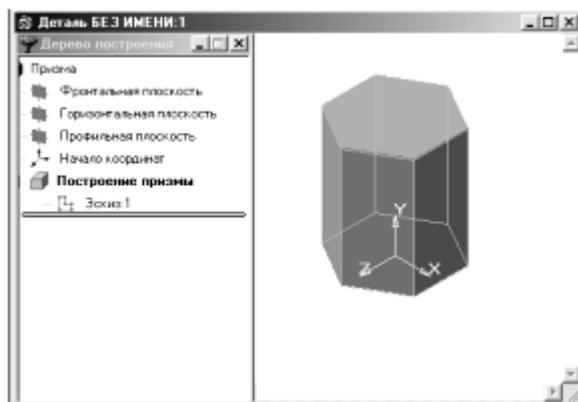 Деталь БЕЗ ИМЕНИ:1
Дерево построения
Призма
Фронтальная плоскость
Горизонтальная плоскость
Профильная плоскость
Начало координат
Построение призмы
Эскиз:1
Y
Z
X